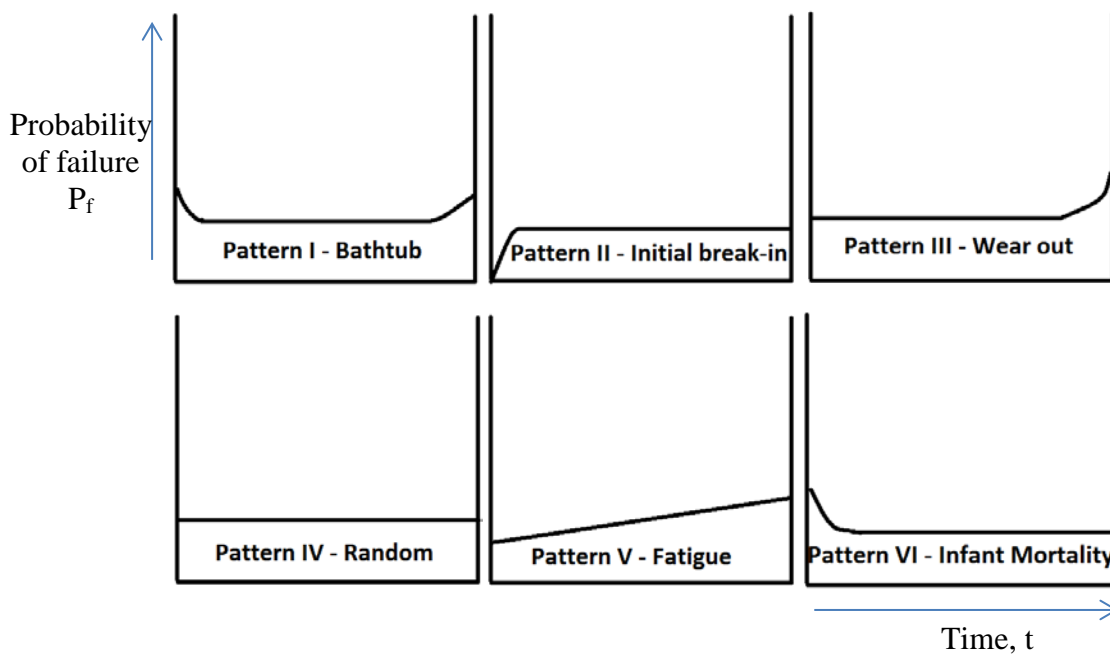 Probability
of failure
Pf
Pattern I - Bathtub
Pattern II - Initial break-in
Pattern III - Wear out
Pattern IV - Random
Pattern V - Fatigue
Pattern VI - Infant Mortality
Time, t